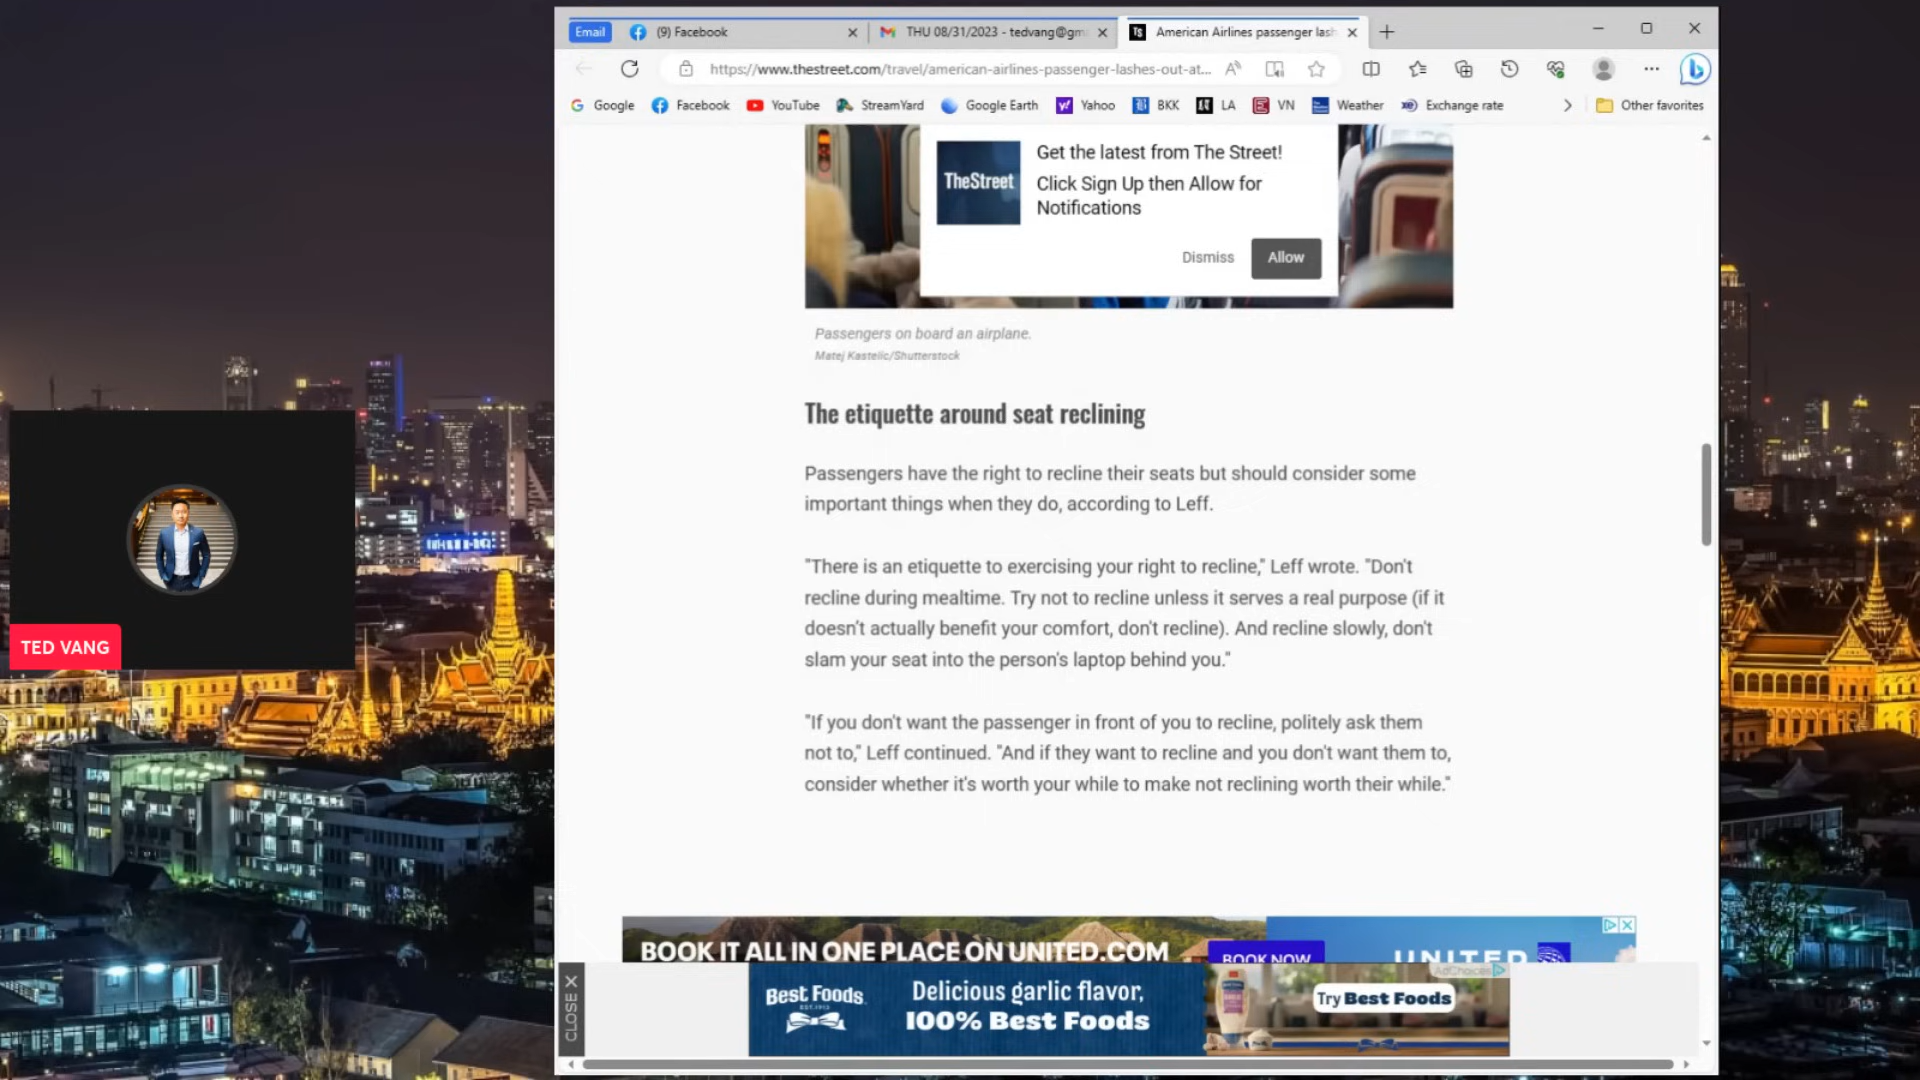 Email
(9) Facebook
THU 08/31/2023 - tedvang@gm
American Airlines passenger lash
https://www.thestreet.com/travel/american-airlines-passenger-lashes-out-at...
Google
Facebook
YouTube
StreamYard
Google Earth
Yahoo
BKK
LA
VN
Weather
Exchange rate
Other favorites
TheStreet
Get the latest from The Street!
Click Sign Up then Allow for
Notifications
Dismiss
Allow
Passengers on board an airplane.
Matej Kastelic/Shutterstock
The etiquette around seat reclining
Passengers have the right to recline their seats but should consider some
important things when they do, according to Leff.
"There is an etiquette to exercising your right to recline," Leff wrote. "Don't
recline during mealtime. Try not to recline unless it serves a real purpose (if it
doesn't actually benefit your comfort, don't recline). And recline slowly, don't
slam your seat into the person's laptop behind you."
"If you don't want the passenger in front of you to recline, politely ask them
not to," Leff continued. "And if they want to recline and you don't want them to,
consider whether it's worth your while to make not reclining worth their while."
TED VANG
BOOK IT ALL IN ONE PLACE ON UNITED.COM
BOOK NOW
UNITED
CLOSE X
Best Foods
Delicious garlic flavor,
100% Best Foods
AdChoices
Try Best Foods